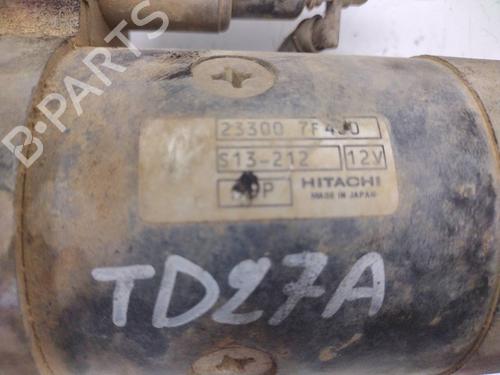 B-PARTS
23300 7F400
S13-212 12V
HITACHI
MADE IN JAPAN
TD27A